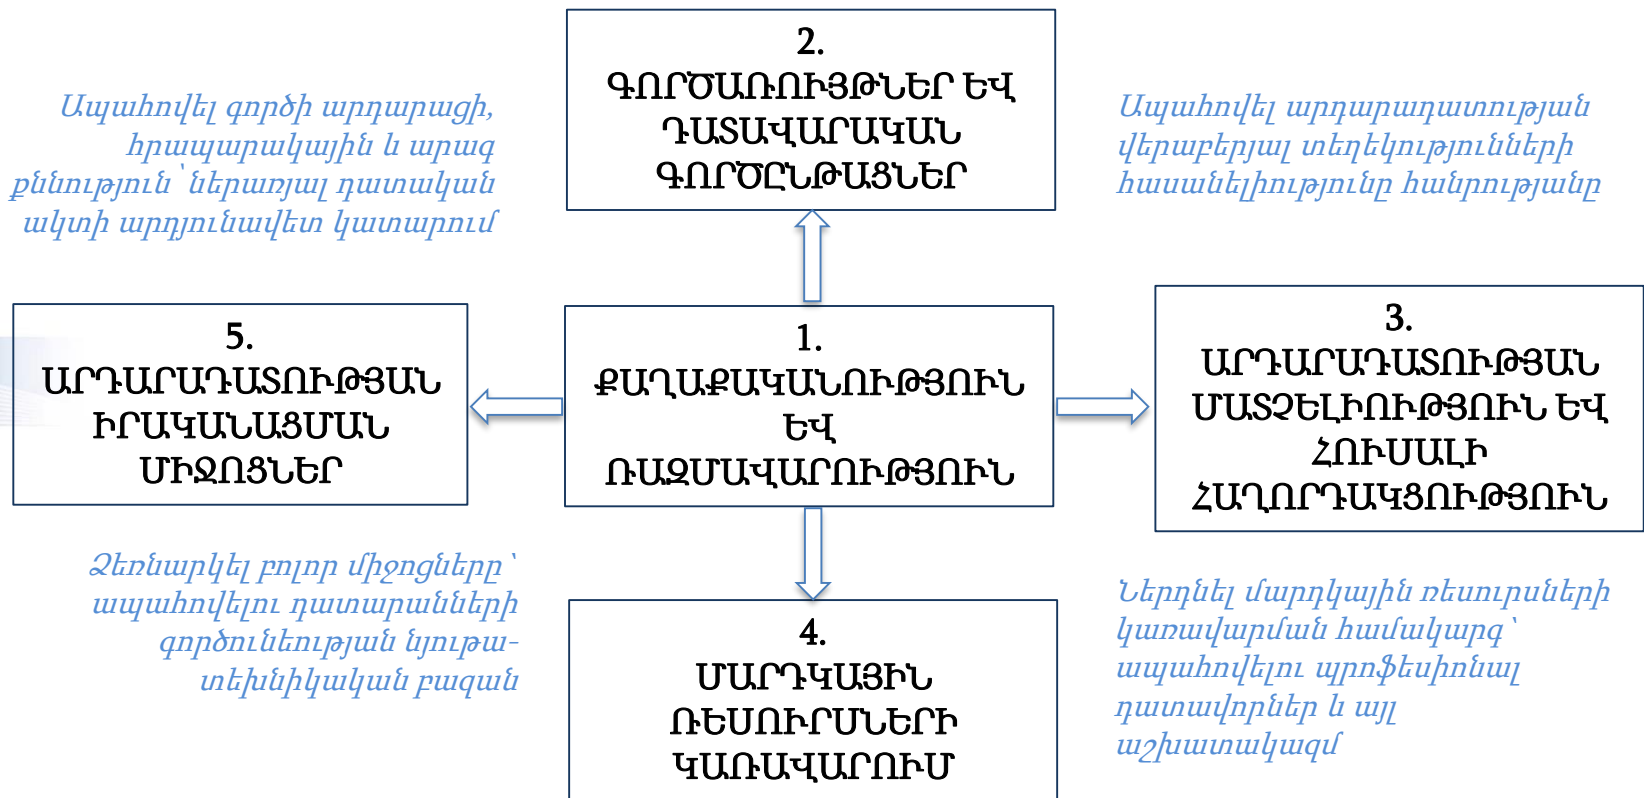 2.
ԳՈՐԾԱՌՈՒՅԹՆԵՐ ԵՎ
ԴԱՏԱՎԱՐԱԿԱՆ
ԳՈՐԾԸՆԹԱՑՆԵՐ
Ապահովել գործի արդարացի,
հրապարակային և արագ
քննություն՝ ներառյալ դատական
ակտի արդյունավետ կատարում
Ապահովել արդարադատության
վերաբերյալ տեղեկությունների
հասանելիությունը հանրությանը
5.
ԱՐԴԱՐԱԴԱՏՈՒԹՅԱՆ
ԻՐԱԿԱՆԱՑՄԱՆ
ՄԻՋՈՑՆԵՐ
1.
ՔԱՂԱՔԱԿԱՆՈՒԹՅՈՒՆ
ԵՎ
ՌԱԶՄԱՎԱՐՈՒԹՅՈՒՆ
3.
ԱՐԴԱՐԱԴԱՏՈՒԹՅԱՆ
ՄԱՏՉԵԼԻՈՒԹՅՈՒՆ ԵՎ
ՀՈՒՍԱԼԻ
ՀԱՂՈՐԴԱԿՑՈՒԹՅՈՒՆ
Ձեռնարկել բոլոր միջոցները՝
ապահովելու դատարանների
գործունեության նյութա-
տեխնիկական բազան
4.
ՄԱՐԴԿԱՅԻՆ
ՌԵՍՈՒՐՍՆԵՐԻ
ԿԱՌԱՎԱՐՈՒՄ
Ներդնել մարդկային ռեսուրսների
կառավարման համակարգ՝
ապահովելու պրոֆեսիոնալ
դատավորներ և այլ
աշխատակազմ